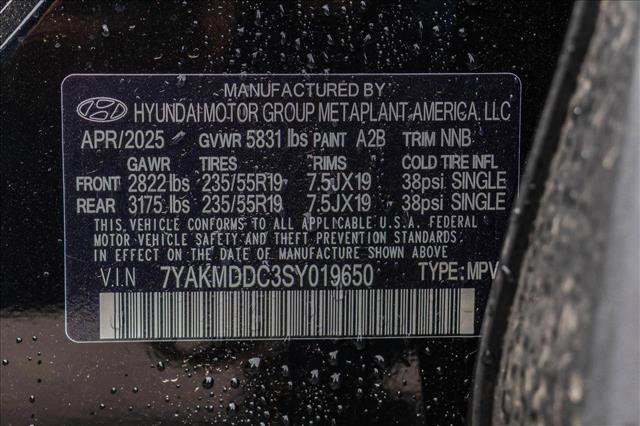 MANUFACTURED BY
HYUNDAI MOTOR GROUP METAPLANT AMERICA, LLC
APR/2025 GVWR 5831 lbs PAINT A2B TRIM NNB
GAWR TIRES RIMS COLD TIRE INFL
FRONT 2822 lbs 235/55R19 7.5JX19 38psi SINGLE
REAR 3175 lbs 235/55R19 7.5JX19 38psi SINGLE
THIS VEHICLE CONFORMS TO ALL APPLICABLE U.S.A. FEDERAL
MOTOR VEHICLE SAFETY AND THEFT PREVENTION STANDARDS
IN EFFECT ON THE DATE OF MANUFACTURE SHOWN ABOVE
V.I.N 7YAKMDDC3SY019650 TYPE: MPV